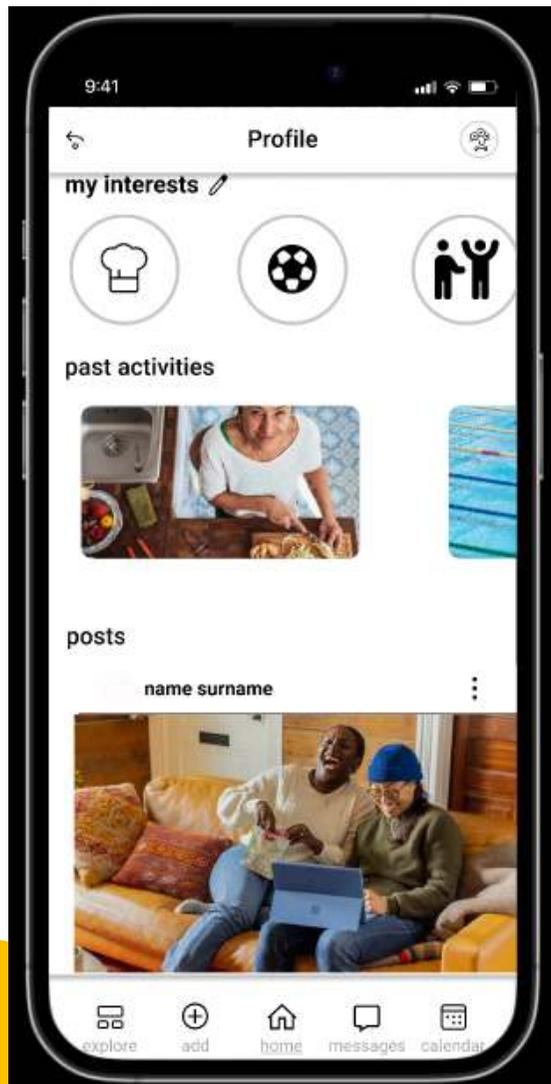 9:41
Profile
my interests
past activities
posts
name surname
explore add home messages calendar